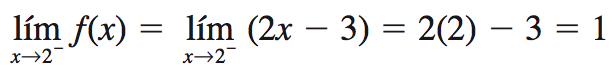 lím f(x) = lím (2x − 3) = 2(2) − 3 = 1
x→2⁻ x→2⁻